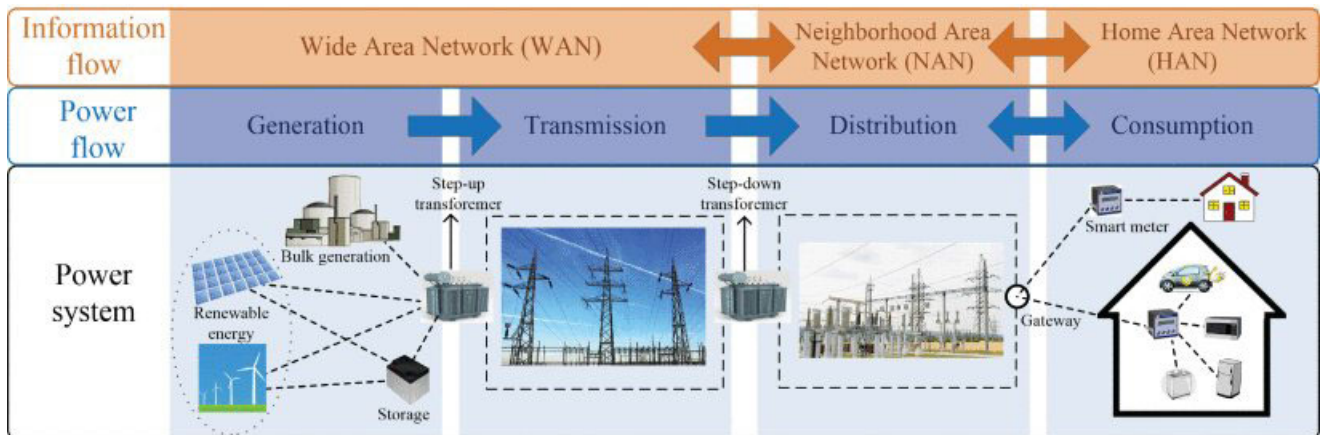 Information
flow
Wide Area Network (WAN)
Neighborhood Area
Network (NAN)
Home Area Network
(HAN)
Power
flow
Generation
Transmission
Distribution
Consumption
Power
system
Bulk generation
Renewable
energy
Storage
Step-up
transforemer
Step-down
transforemer
Gateway
Smart meter